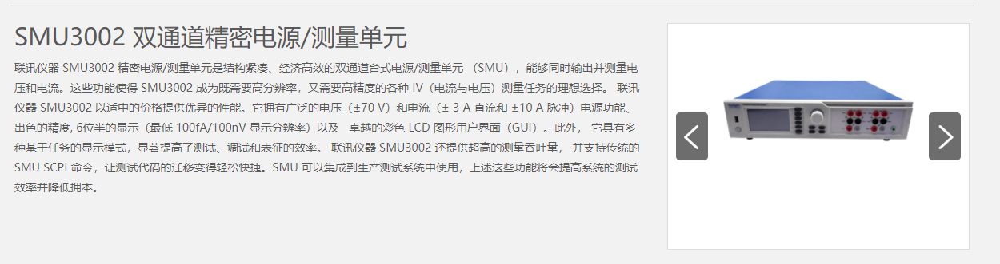 SMU3002 双通道精密电源/测量单元
联讯仪器 SMU3002 精密电源/测量单元是结构紧凑、经济高效的双通道台式电源/测量单元 （SMU），能够同时输出并测量电
压和电流。这些功能使得 SMU3002 成为既需要高分辨率，又需要高精度的各种 IV（电流与电压）测量任务的理想选择。 联讯
仪器 SMU3002 以适中的价格提供优异的性能。它拥有广泛的电压（±70 V）和电流（± 3 A 直流和 ±10 A 脉冲）电源功能、
出色的精度, 6位半的显示（最低 100fA/100nV 显示分辨率）以及 卓越的彩色 LCD 图形用户界面（GUI）。此外， 它具有多
种基于任务的显示模式，显著提高了测试、调试和表征的效率。 联讯仪器 SMU3002 还提供超高的测量吞吐量， 并支持传统的
SMU SCPI 命令，让测试代码的迁移变得轻松快捷。SMU 可以集成到生产测试系统中使用，上述这些功能将会提高系统的测试
效率并降低拥本。